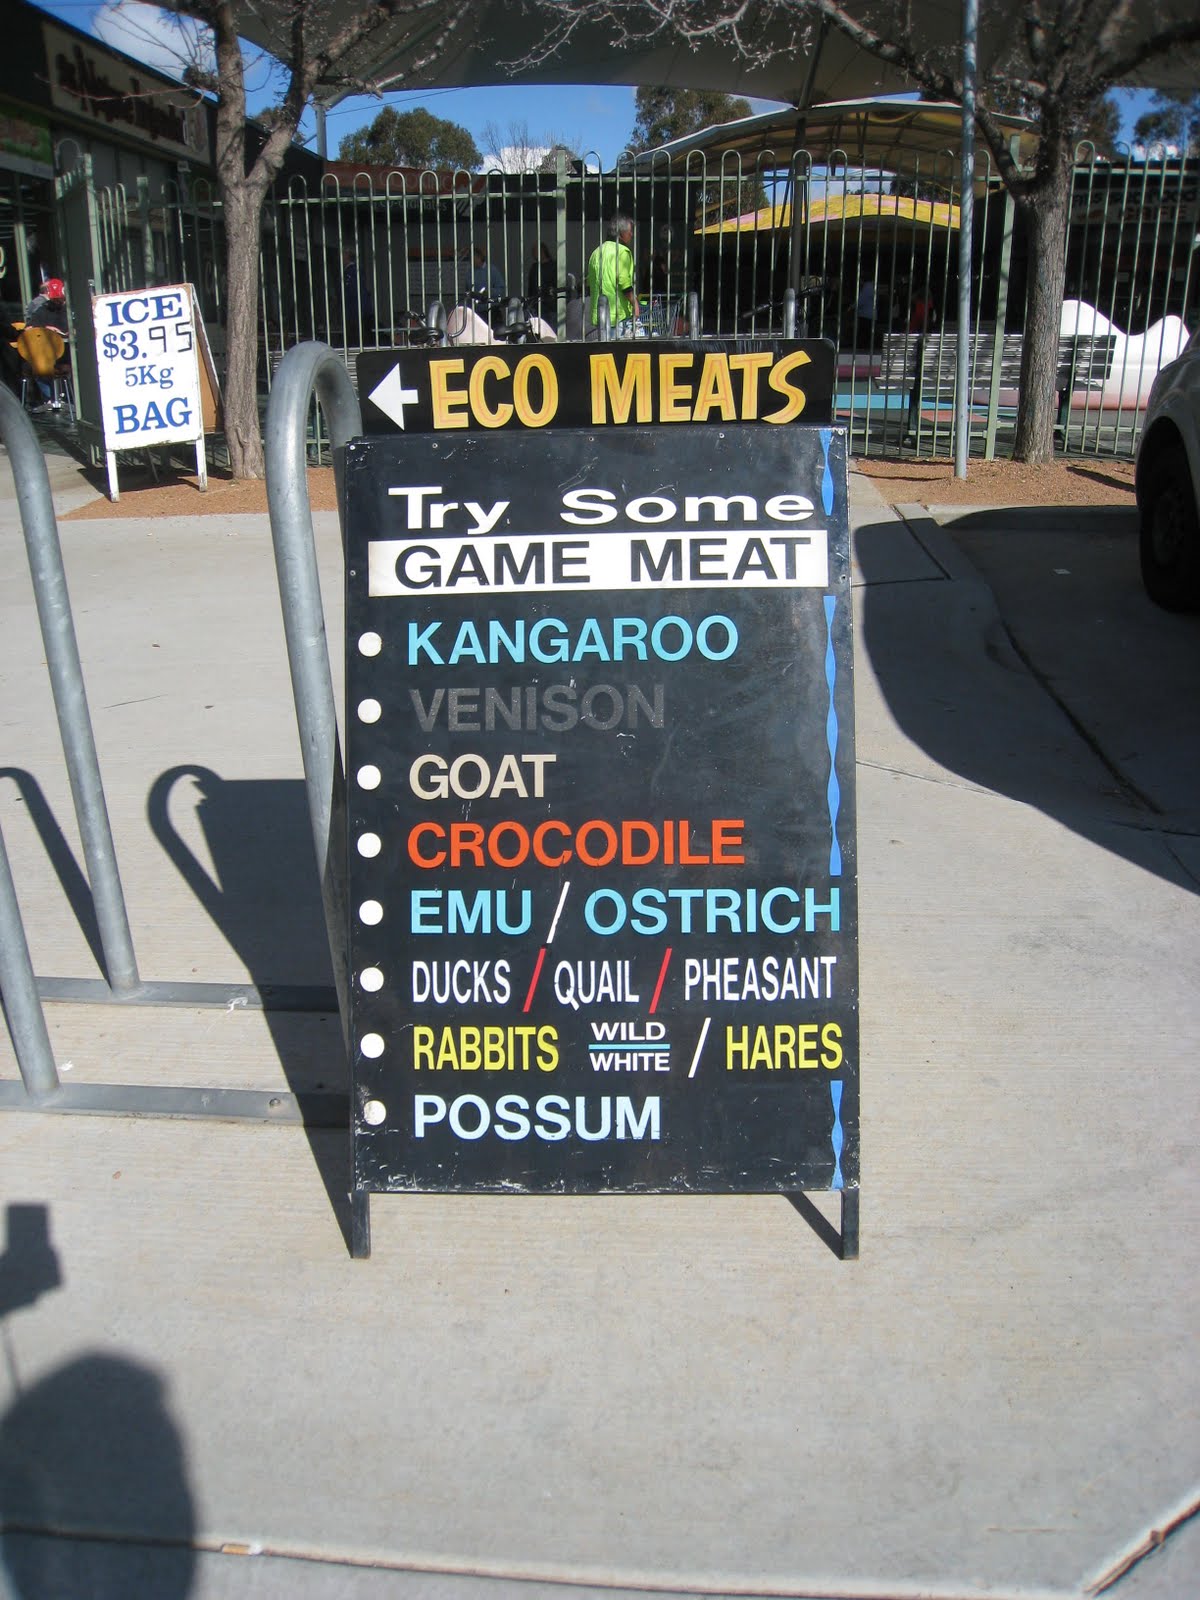 ICE
$3.95
5Kg
BAG
ECO MEATS
Try Some
GAME MEAT
KANGAROO
VENISON
GOAT
CROCODILE
EMU / OSTRICH
DUCKS / QUAIL / PHEASANT
RABBITS WILD / HARES
WHITE
POSSUM